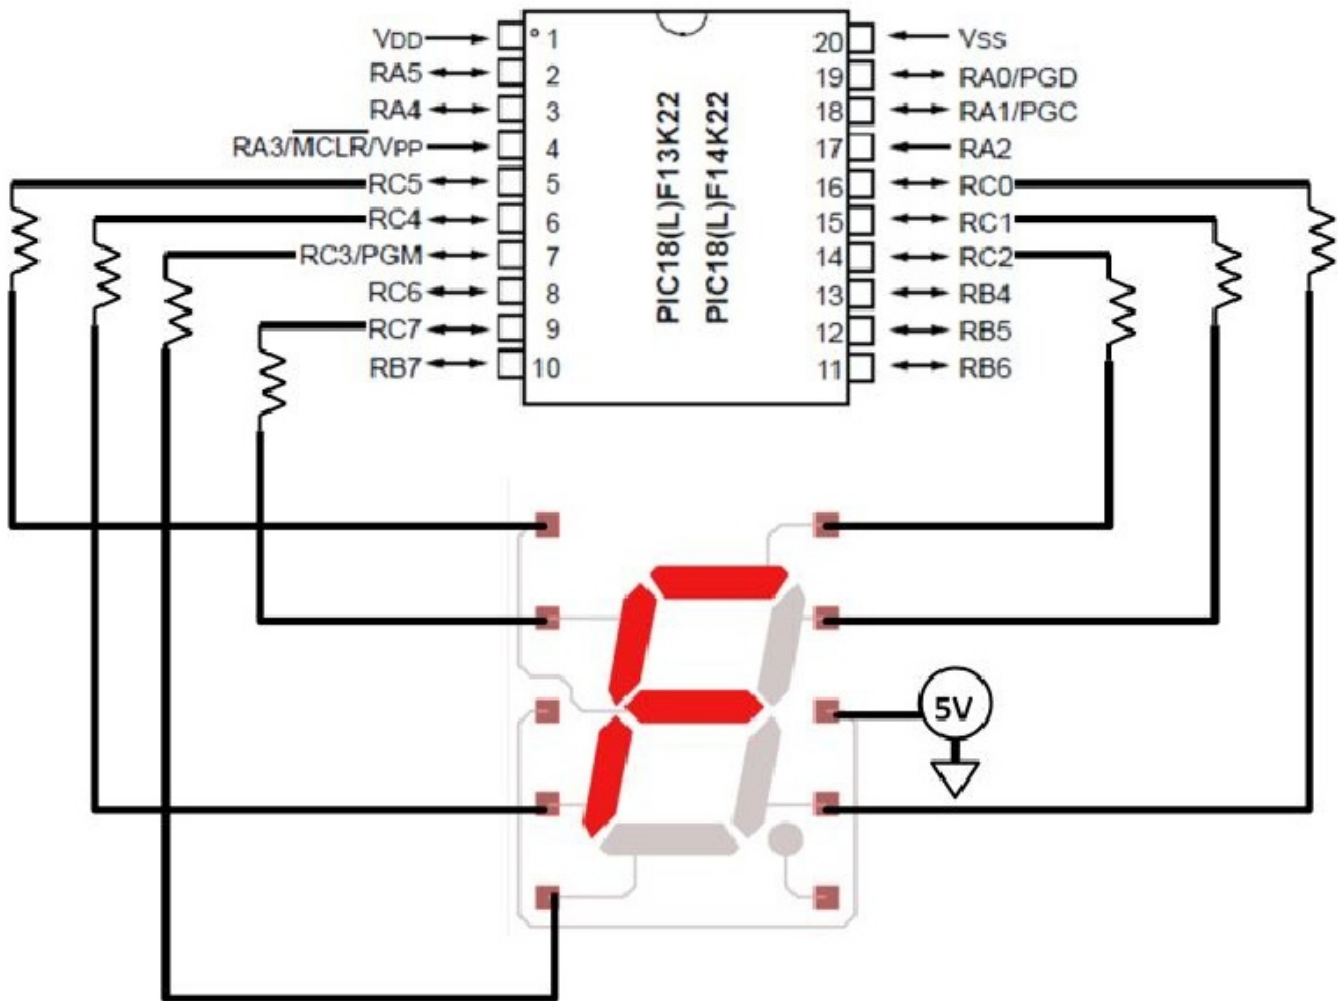 VDD 1 20 VSS
RA5 2 19 RA0/PGD
RA4 3 18 RA1/PGC
RA3/MCLR/VPP 4 17 RA2
RC5 5 16 RC0
RC4 6 15 RC1
RC3/PGM 7 14 RC2
RC6 8 13 RB4
RC7 9 12 RB5
RB7 10 11 RB6
PIC18(L)F13K22
PIC18(L)F14K22
5V